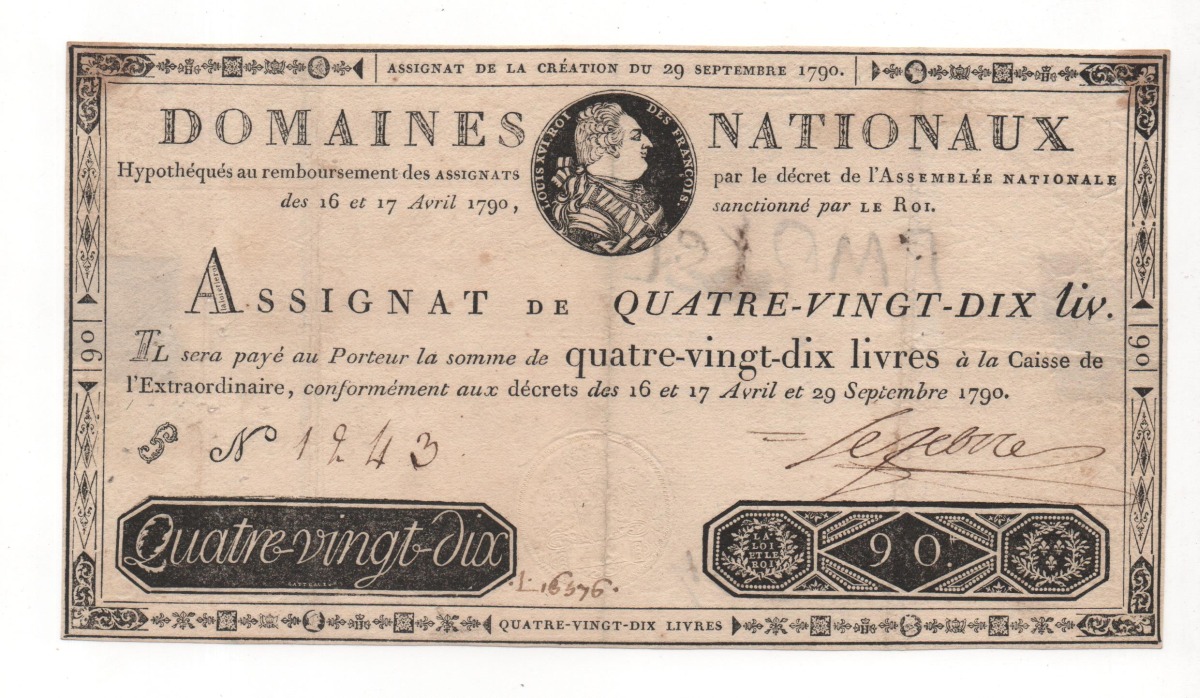 ASSIGNAT DE LA CRÉATION DU 29 SEPTEMBRE 1790.
DOMAINES NATIONAUX
LOUIS XVI. ROI DES FRANÇOIS
Hypothéqués au remboursement des ASSIGNATS par le décret de l'ASSEMBLÉE NATIONALE
des 16 et 17 Avril 1790, sanctionné par LE ROI.
ASSIGNAT DE QUATRE-VINGT-DIX liv.
IL sera payé au Porteur la somme de quatre-vingt-dix livres à la Caisse de
l'Extraordinaire, conformément aux décrets des 16 et 17 Avril et 29 Septembre 1790.
90
90
N° 1243 Lefebvre
Quatre-vingt-dix
LA LOI ET LE ROI
90.
L 16576.
QUATRE-VINGT-DIX LIVRES